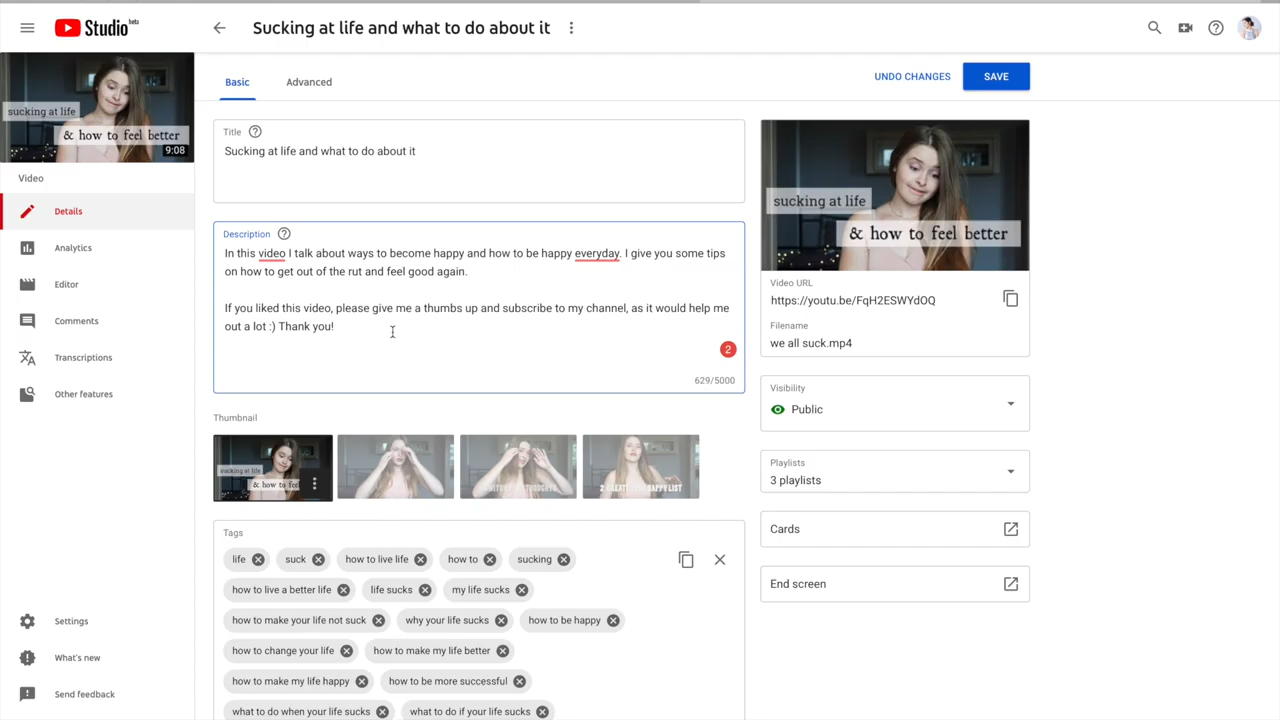 Studio beta
Sucking at life and what to do about it
sucking at life
& how to feel better
9:08
Video
Details
Analytics
Editor
Comments
Transcriptions
Other features
Settings
What's new
Send feedback
Basic
Advanced
UNDO CHANGES
SAVE
Title
Sucking at life and what to do about it
Description
In this video I talk about ways to become happy and how to be happy everyday. I give you some tips
on how to get out of the rut and feel good again.
If you liked this video, please give me a thumbs up and subscribe to my channel, as it would help me
out a lot :) Thank you!
2
629/5000
Thumbnail
sucking at life
& how to feel
2 CREATE A HAPPY LIST
Tags
life
suck
how to live life
how to
sucking
how to live a better life
life sucks
my life sucks
how to make your life not suck
why your life sucks
how to be happy
how to change your life
how to make my life better
how to make my life happy
how to be more successful
what to do when your life sucks
what to do if your life sucks
sucking at life
& how to feel better
Video URL
https://youtu.be/FqH2ESWYdOQ
Filename
we all suck.mp4
Visibility
Public
Playlists
3 playlists
Cards
End screen